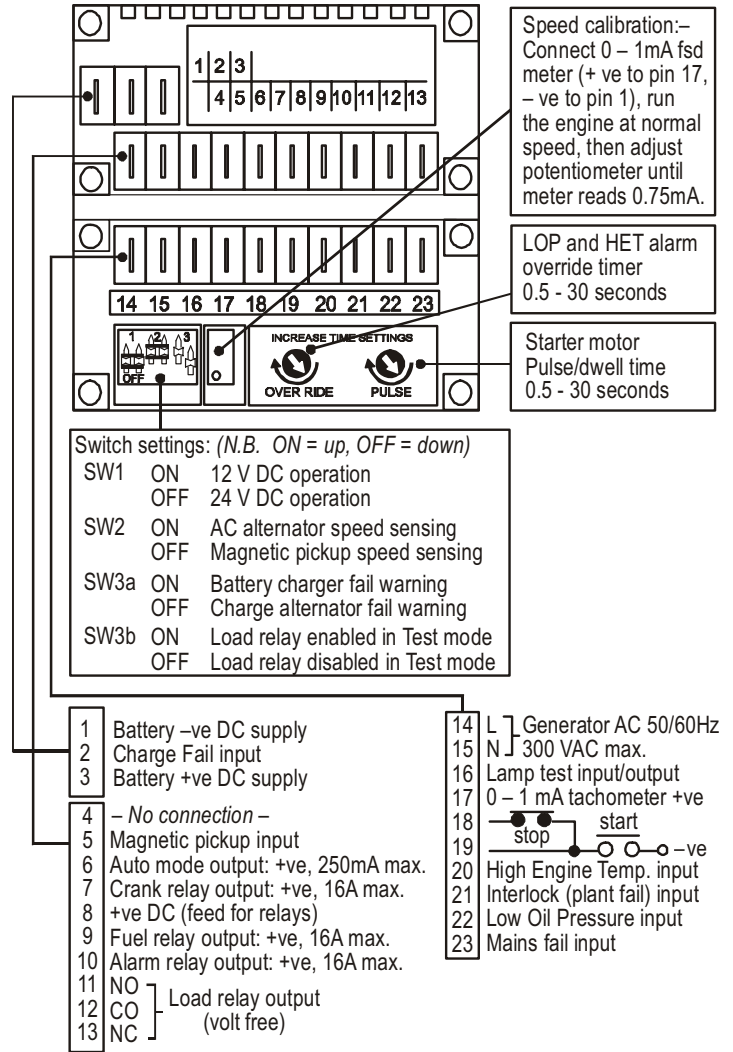 1 2 3
4 5 6 7 8 9 10 11 12 13
14 15 16 17 18 19 20 21 22 23
1 2 3
OFF
INCREASE TIME SETTINGS
OVER RIDE PULSE
Speed calibration:–
Connect 0 – 1mA fsd
meter (+ ve to pin 17,
– ve to pin 1), run
the engine at normal
speed, then adjust
potentiometer until
meter reads 0.75mA.
LOP and HET alarm
override timer
0.5 - 30 seconds
Starter motor
Pulse/dwell time
0.5 - 30 seconds
Switch settings: (N.B. ON = up, OFF = down)
SW1 ON 12 V DC operation
OFF 24 V DC operation
SW2 ON AC alternator speed sensing
OFF Magnetic pickup speed sensing
SW3a ON Battery charger fail warning
OFF Charge alternator fail warning
SW3b ON Load relay enabled in Test mode
OFF Load relay disabled in Test mode
1 Battery –ve DC supply
2 Charge Fail input
3 Battery +ve DC supply
4 – No connection –
5 Magnetic pickup input
6 Auto mode output: +ve, 250mA max.
7 Crank relay output: +ve, 16A max.
8 +ve DC (feed for relays)
9 Fuel relay output: +ve, 16A max.
10 Alarm relay output: +ve, 16A max.
11 NO
12 CO
13 NC
Load relay output
(volt free)
14 L Generator AC 50/60Hz
15 N 300 VAC max.
16 Lamp test input/output
17 0 – 1 mA tachometer +ve
18 stop start
19 –ve
20 High Engine Temp. input
21 Interlock (plant fail) input
22 Low Oil Pressure input
23 Mains fail input